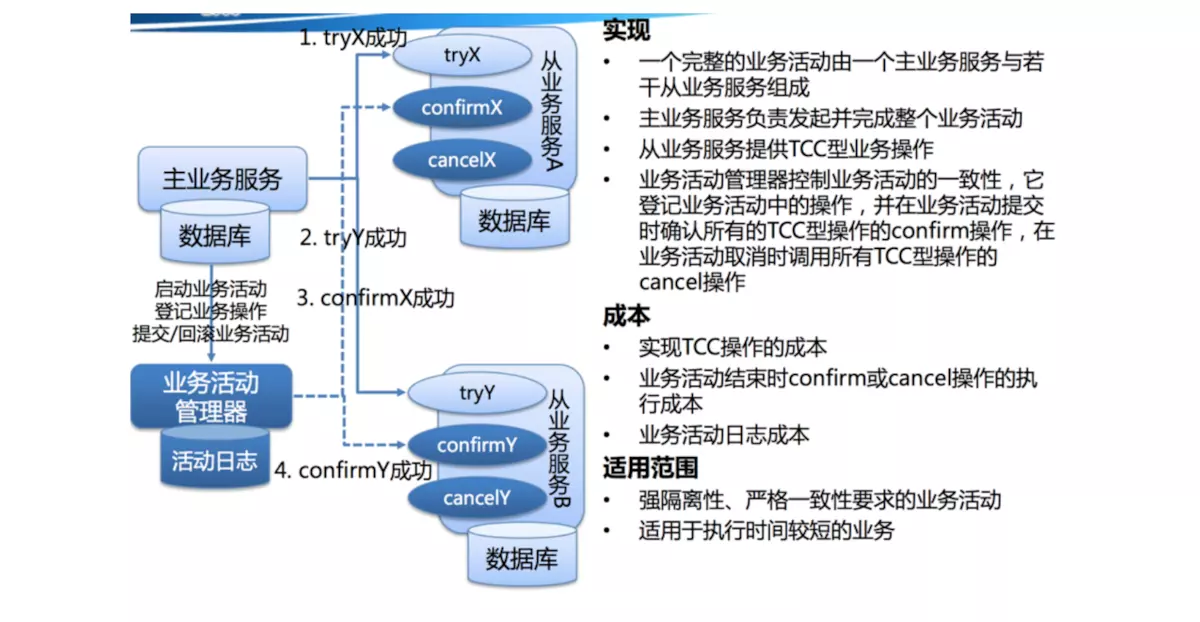 1. tryX成功
tryX
confirmX
cancelX
从业务服务A
数据库
主业务服务
数据库
2. tryY成功
启动业务活动
登记业务操作
提交/回滚业务活动
3. confirmX成功
业务活动
管理器
活动日志
tryY
confirmY
cancelY
从业务服务B
数据库
4. confirmY成功
实现
• 一个完整的业务活动由一个主业务服务与若
干从业务服务组成
• 主业务服务负责发起并完成整个业务活动
• 从业务服务提供TCC型业务操作
• 业务活动管理器控制业务活动的一致性，它
登记业务活动中的操作，并在业务活动提交
时确认所有的TCC型操作的confirm操作，在
业务活动取消时调用所有TCC型操作的
cancel操作
成本
• 实现TCC操作的成本
• 业务活动结束时confirm或cancel操作的执
行成本
• 业务活动日志成本
适用范围
• 强隔离性、严格一致性要求的业务活动
• 适用于执行时间较短的业务